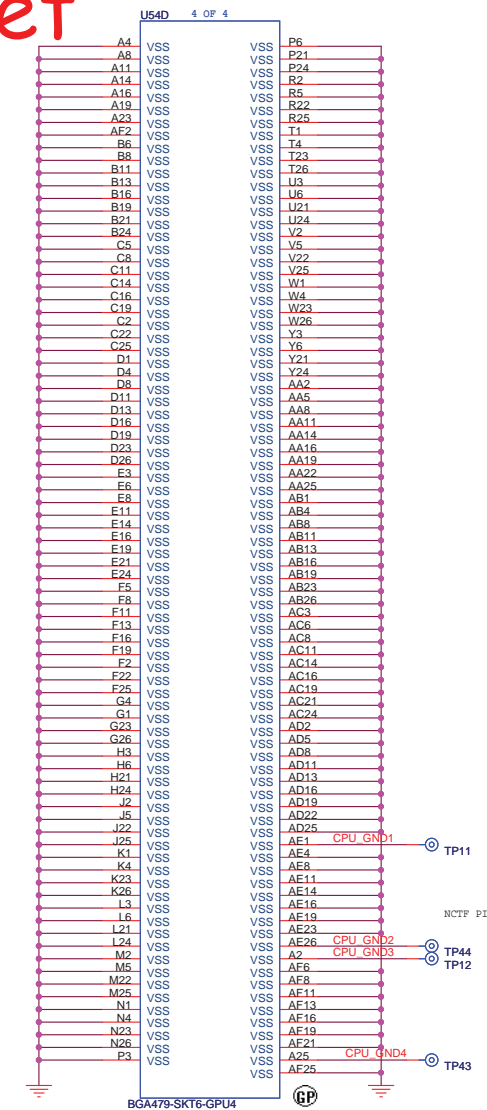 U54D 4 OF 4
A4 VSS VSS P6
A8 VSS VSS P21
A11 VSS VSS P24
A14 VSS VSS R2
A16 VSS VSS R5
A19 VSS VSS R22
A23 VSS VSS R25
AF2 VSS VSS T1
B6 VSS VSS T4
B8 VSS VSS T23
B11 VSS VSS T26
B13 VSS VSS U3
B16 VSS VSS U6
B19 VSS VSS U21
B21 VSS VSS U24
B24 VSS VSS V2
C5 VSS VSS V5
C8 VSS VSS V22
C11 VSS VSS V25
C14 VSS VSS W1
C16 VSS VSS W4
C19 VSS VSS W23
C2 VSS VSS W26
C22 VSS VSS Y3
C25 VSS VSS Y6
D1 VSS VSS Y21
D4 VSS VSS Y24
D8 VSS VSS AA2
D11 VSS VSS AA5
D13 VSS VSS AA8
D16 VSS VSS AA11
D19 VSS VSS AA14
D23 VSS VSS AA16
D26 VSS VSS AA19
E3 VSS VSS AA22
E6 VSS VSS AA25
E8 VSS VSS AB1
E11 VSS VSS AB4
E14 VSS VSS AB8
E16 VSS VSS AB11
E19 VSS VSS AB13
E21 VSS VSS AB16
E24 VSS VSS AB19
F5 VSS VSS AB23
F8 VSS VSS AB26
F11 VSS VSS AC3
F13 VSS VSS AC6
F16 VSS VSS AC8
F19 VSS VSS AC11
F2 VSS VSS AC14
F22 VSS VSS AC16
F25 VSS VSS AC19
G4 VSS VSS AC21
G1 VSS VSS AC24
G23 VSS VSS AD2
G26 VSS VSS AD5
H3 VSS VSS AD8
H6 VSS VSS AD11
H21 VSS VSS AD13
H24 VSS VSS AD16
J2 VSS VSS AD19
J5 VSS VSS AD22
J22 VSS VSS AD25
J25 VSS VSS AE1 CPU_GND1 TP11
K1 VSS VSS AE4
K4 VSS VSS AE8
K23 VSS VSS AE11
K26 VSS VSS AE14
L3 VSS VSS AE16
NCTF PI
L6 VSS VSS AE19
L21 VSS VSS AE23
L24 VSS VSS AE26 CPU_GND2 TP44
M2 VSS VSS A2 CPU_GND3 TP12
M5 VSS VSS AF6
M22 VSS VSS AF8
M25 VSS VSS AF11
N1 VSS VSS AF13
N4 VSS VSS AF16
N23 VSS VSS AF19
N26 VSS VSS AF21
P3 VSS VSS A25 CPU_GND4 TP43
VSS AF25
BGA479-SKT6-GPU4 GP